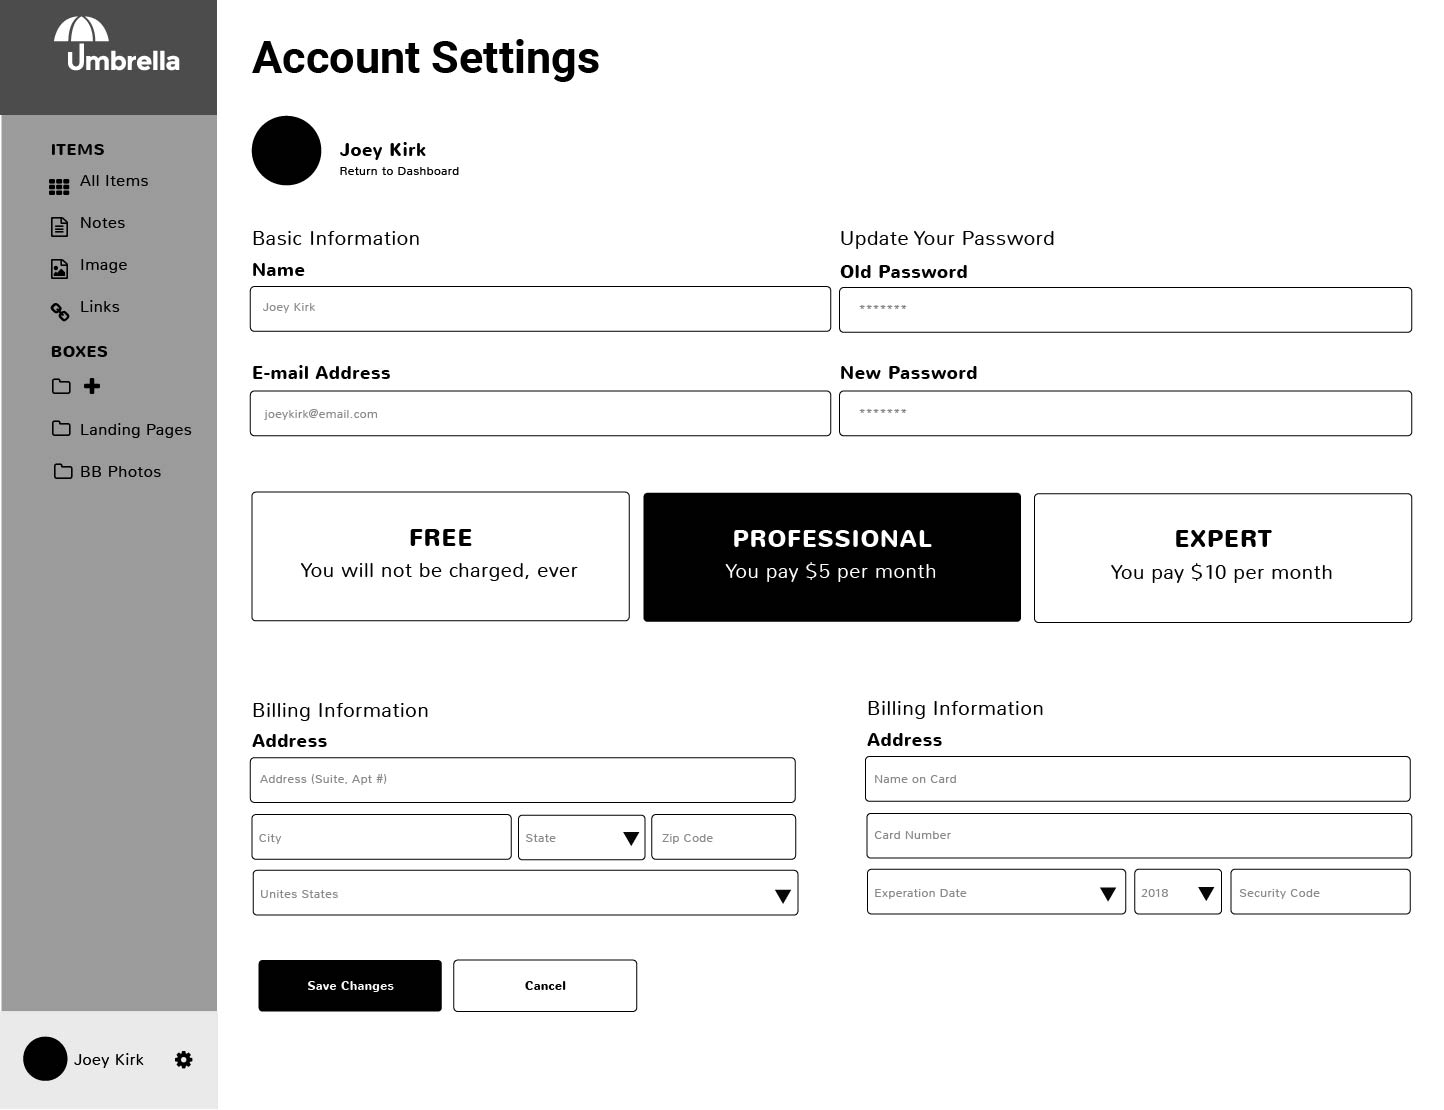 Umbrella
ITEMS
All Items
Notes
Image
Links
BOXES
Landing Pages
BB Photos
Joey Kirk
Account Settings
Joey Kirk
Return to Dashboard
Basic Information
Name
Joey Kirk
E-mail Address
joeykirk@email.com
Update Your Password
Old Password
*******
New Password
*******
FREE
You will not be charged, ever
PROFESSIONAL
You pay $5 per month
EXPERT
You pay $10 per month
Billing Information
Address
Address (Suite, Apt #)
City
State
Zip Code
Unites States
Billing Information
Address
Name on Card
Card Number
Experation Date
2018
Security Code
Save Changes
Cancel